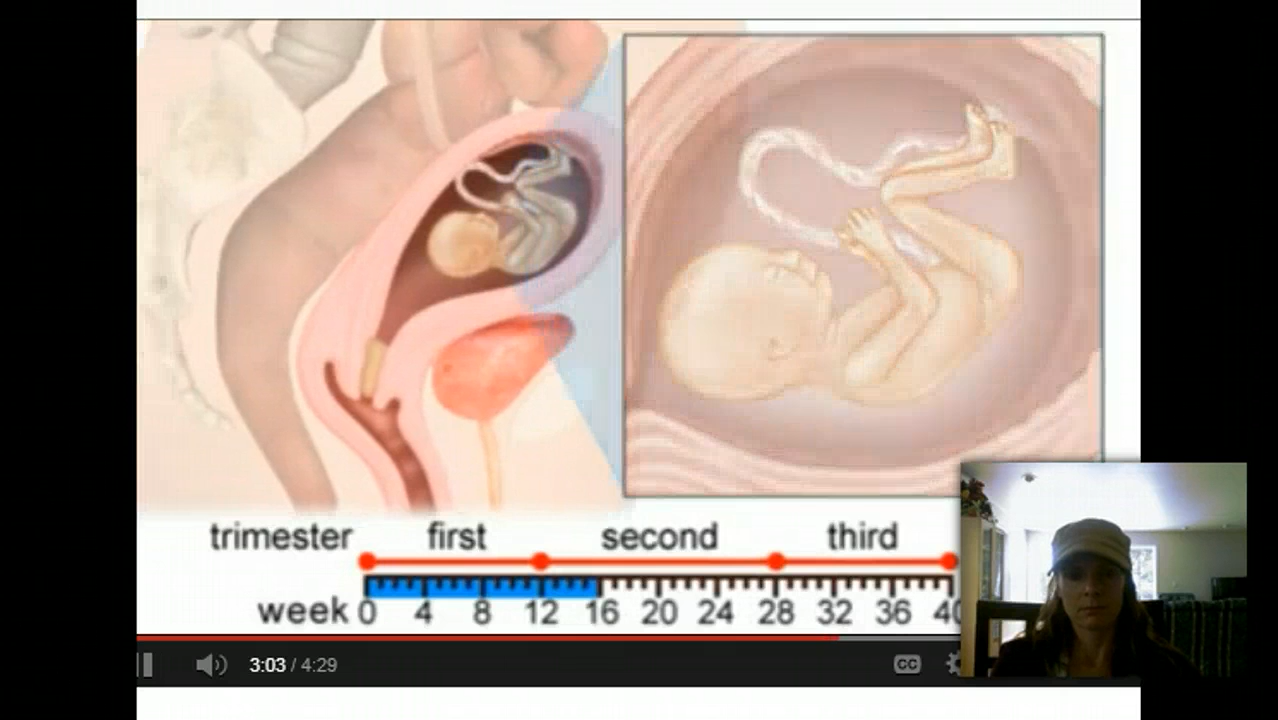 trimester first second third
week 0 4 8 12 16 20 24 28 32 36 40
3:03 / 4:29 CC